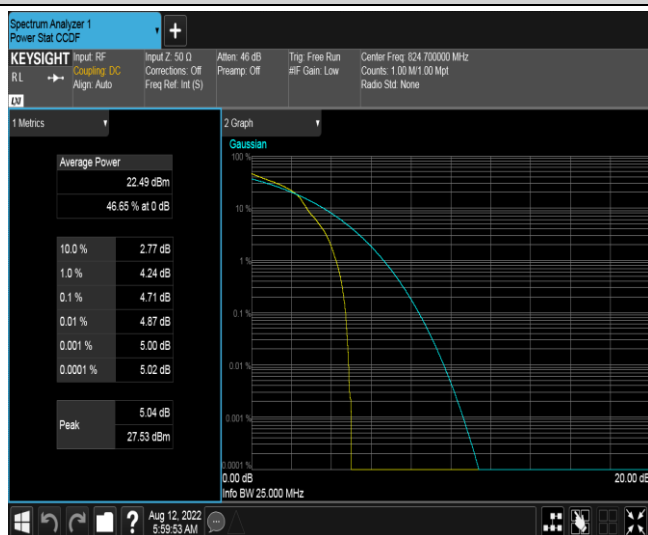 Spectrum Analyzer 1
Power Stat CCDF
+
KEYSIGHT
Input: RF
Coupling: DC
Align: Auto
Input Z: 50 Ω
Corrections: Off
Freq Ref: Int (S)
Atten: 46 dB
Preamp: Off
Trig: Free Run
#IF Gain: Low
Center Freq: 824.700000 MHz
Counts: 1.00 M/1.00 Mpt
Radio Std: None
R L
LXI
1 Metrics
Average Power
22.49 dBm
46.65 % at 0 dB
10.0 % 2.77 dB
1.0 % 4.24 dB
0.1 % 4.71 dB
0.01 % 4.87 dB
0.001 % 5.00 dB
0.0001 % 5.02 dB
Peak
5.04 dB
27.53 dBm
2 Graph
Gaussian
100 %
10 %
1 %
0.1 %
0.01 %
0.001 %
0.0001 %
0.00 dB 20.00 dB
Info BW 25.000 MHz
?
Aug 12, 2022
5:59:53 AM